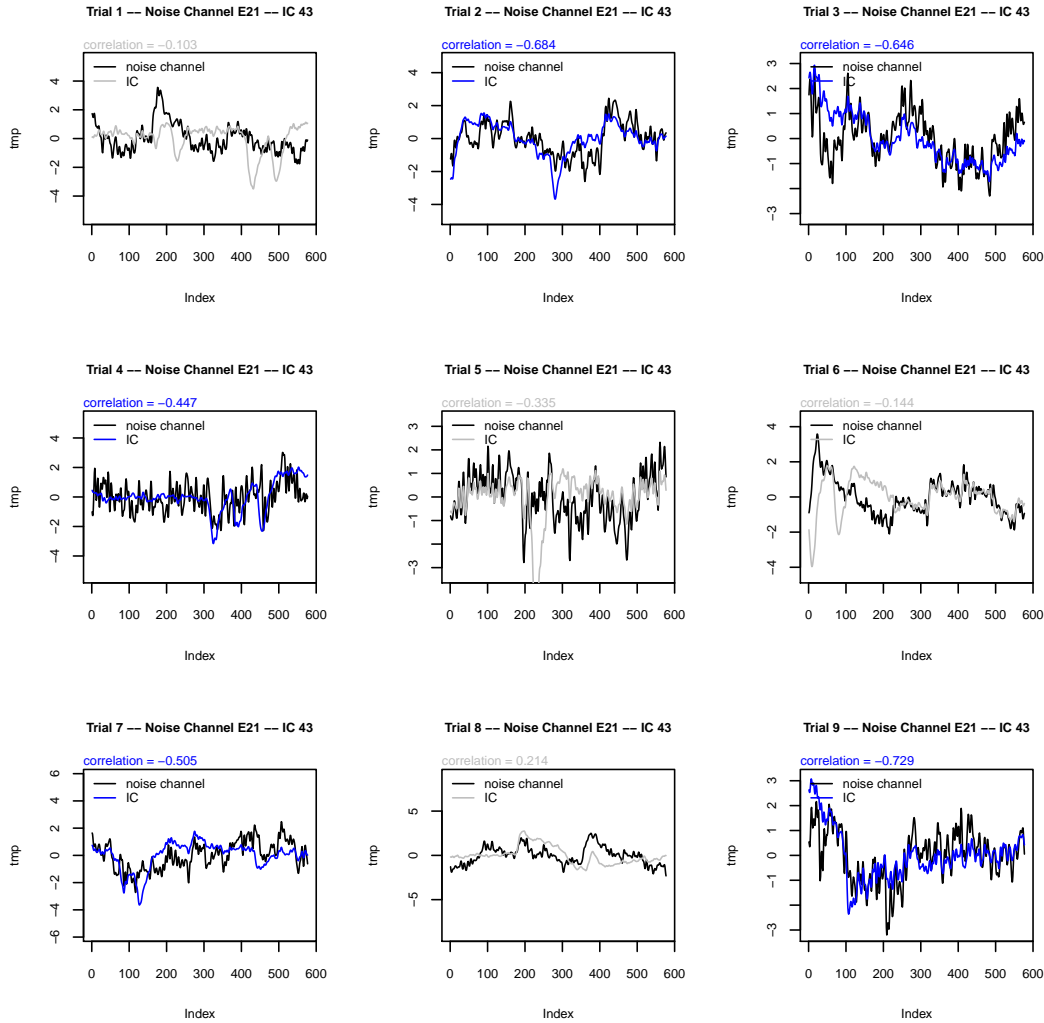 Trial 1 −− Noise Channel E21 −− IC 43
correlation = −0.103
noise channel
IC
tmp
4
2
0
−2
−4
0 100 200 300 400 500 600
Index
Trial 2 −− Noise Channel E21 −− IC 43
correlation = −0.684
noise channel
IC
tmp
4
2
0
−2
−4
0 100 200 300 400 500 600
Index
Trial 3 −− Noise Channel E21 −− IC 43
correlation = −0.646
noise channel
IC
tmp
3
2
1
0
−1
−3
0 100 200 300 400 500 600
Index
Trial 4 −− Noise Channel E21 −− IC 43
correlation = −0.447
noise channel
IC
tmp
4
2
0
−2
−4
0 100 200 300 400 500 600
Index
Trial 5 −− Noise Channel E21 −− IC 43
correlation = −0.335
noise channel
IC
tmp
3
2
1
0
−1
−3
0 100 200 300 400 500 600
Index
Trial 6 −− Noise Channel E21 −− IC 43
correlation = −0.144
noise channel
IC
tmp
4
2
0
−2
−4
0 100 200 300 400 500 600
Index
Trial 7 −− Noise Channel E21 −− IC 43
correlation = −0.505
noise channel
IC
tmp
6
4
2
0
−2
−4
−6
0 100 200 300 400 500 600
Index
Trial 8 −− Noise Channel E21 −− IC 43
correlation = 0.214
noise channel
IC
tmp
5
0
−5
0 100 200 300 400 500 600
Index
Trial 9 −− Noise Channel E21 −− IC 43
correlation = −0.729
noise channel
IC
tmp
3
2
1
0
−1
−3
0 100 200 300 400 500 600
Index